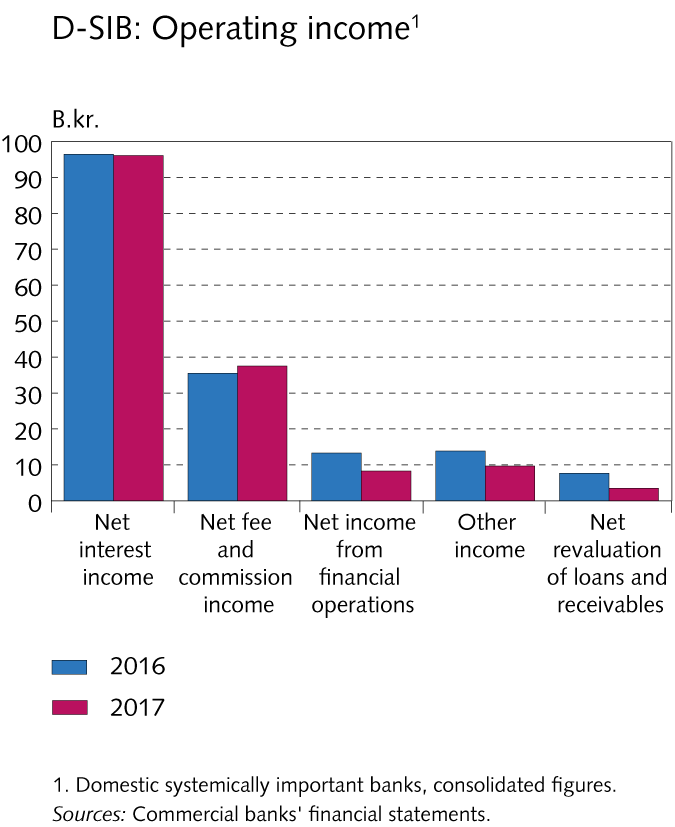 D-SIB: Operating income¹
B.kr.
100
90
80
70
60
50
40
30
20
10
0
Net interest income
Net fee and commission income
Net income from financial operations
Other income
Net revaluation of loans and receivables
2016
2017
1. Domestic systemically important banks, consolidated figures.
Sources: Commercial banks' financial statements.